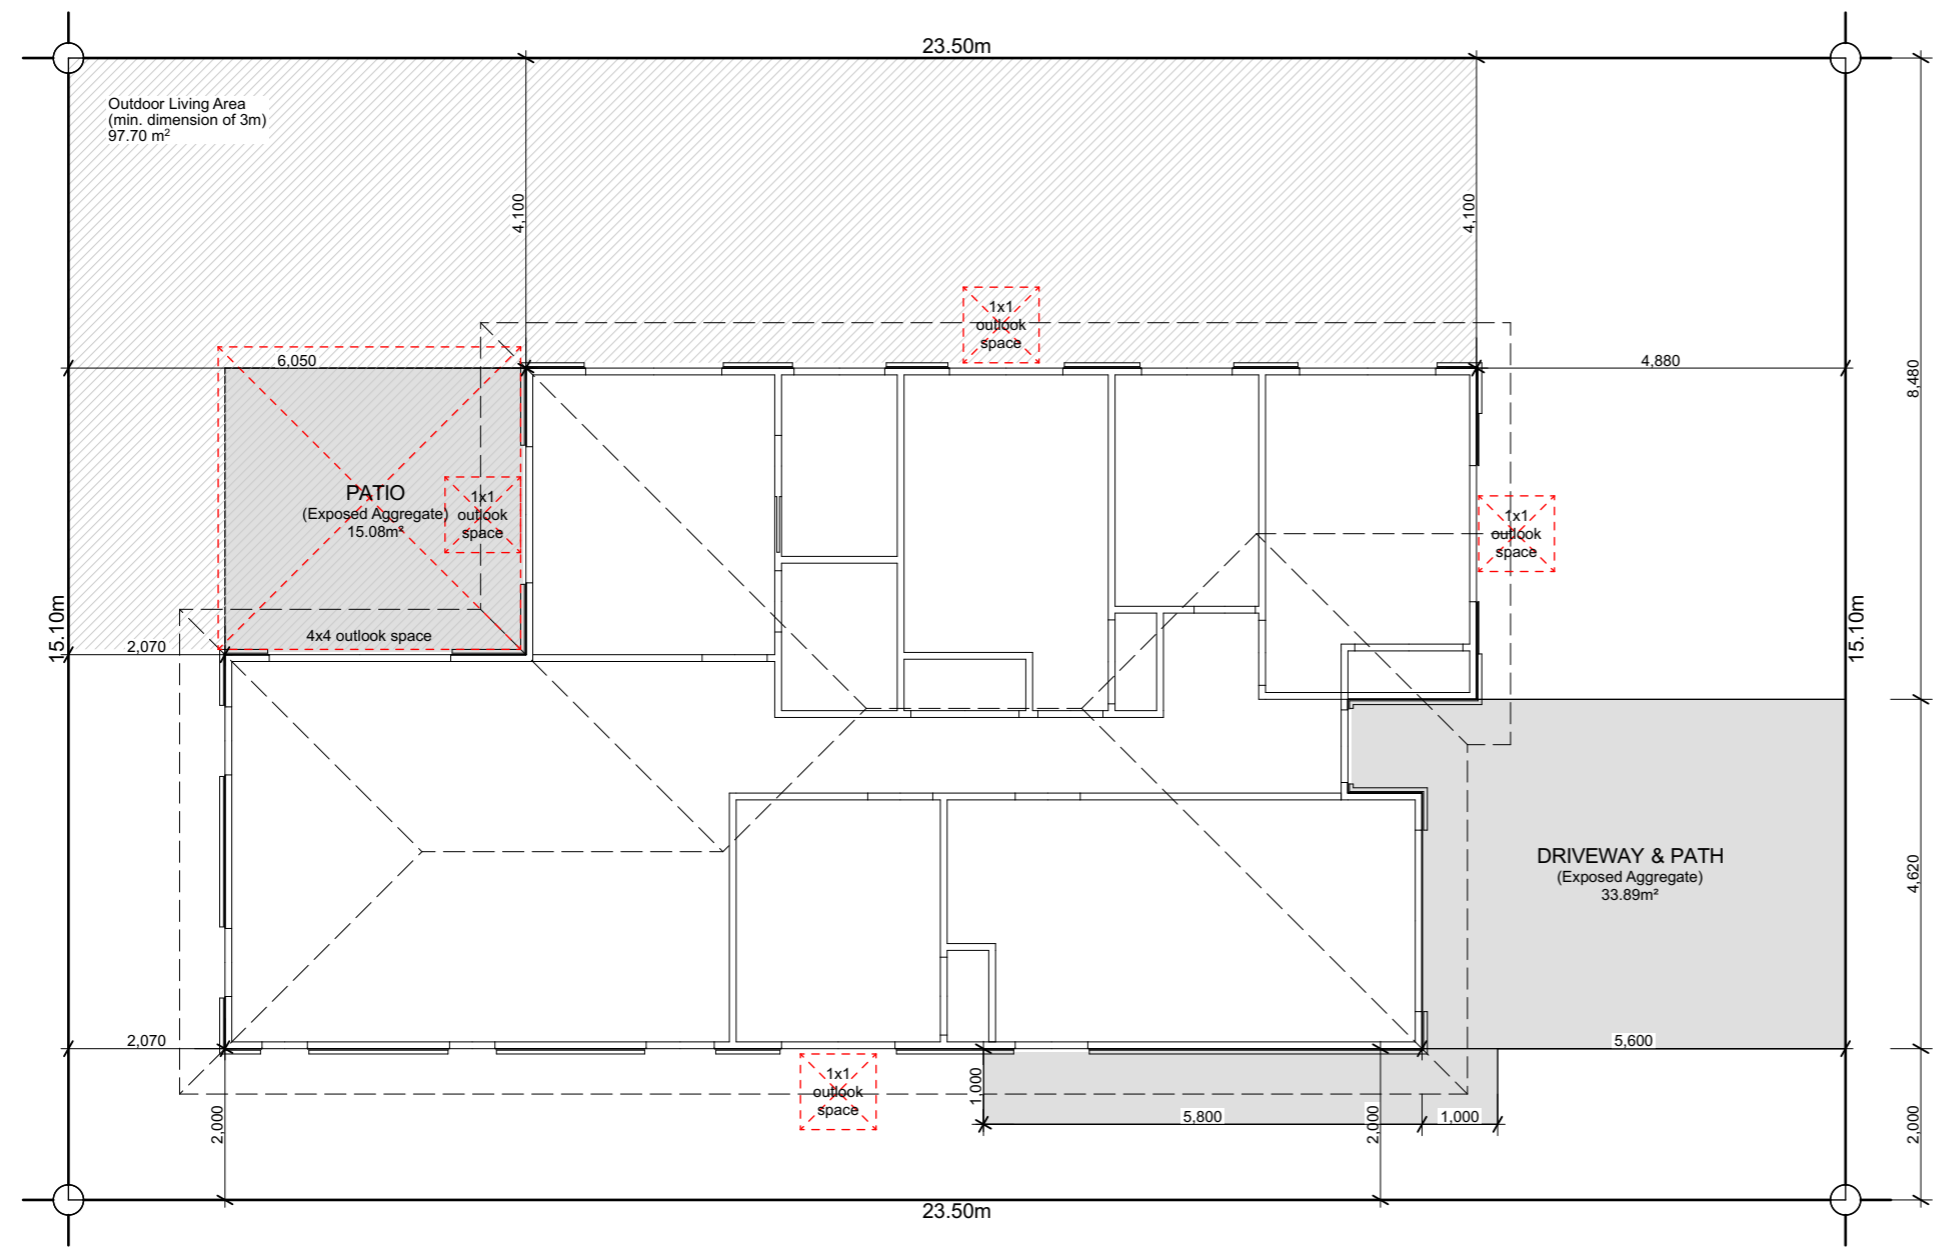 23.50m
Outdoor Living Area
(min. dimension of 3m)
97.70 m²
4,100
4,100
1x1
outlook
space
6,050
4,880
8,480
PATIO
(Exposed Aggregate)
15.08m²
1x1
outlook
space
1x1
outlook
space
15.10m
15.10m
4x4 outlook space
2,070
DRIVEWAY & PATH
(Exposed Aggregate)
33.89m²
4,620
2,070
5,600
1x1
outlook
space
1,000
2,000
5,800
2,000
1,000
2,000
23.50m